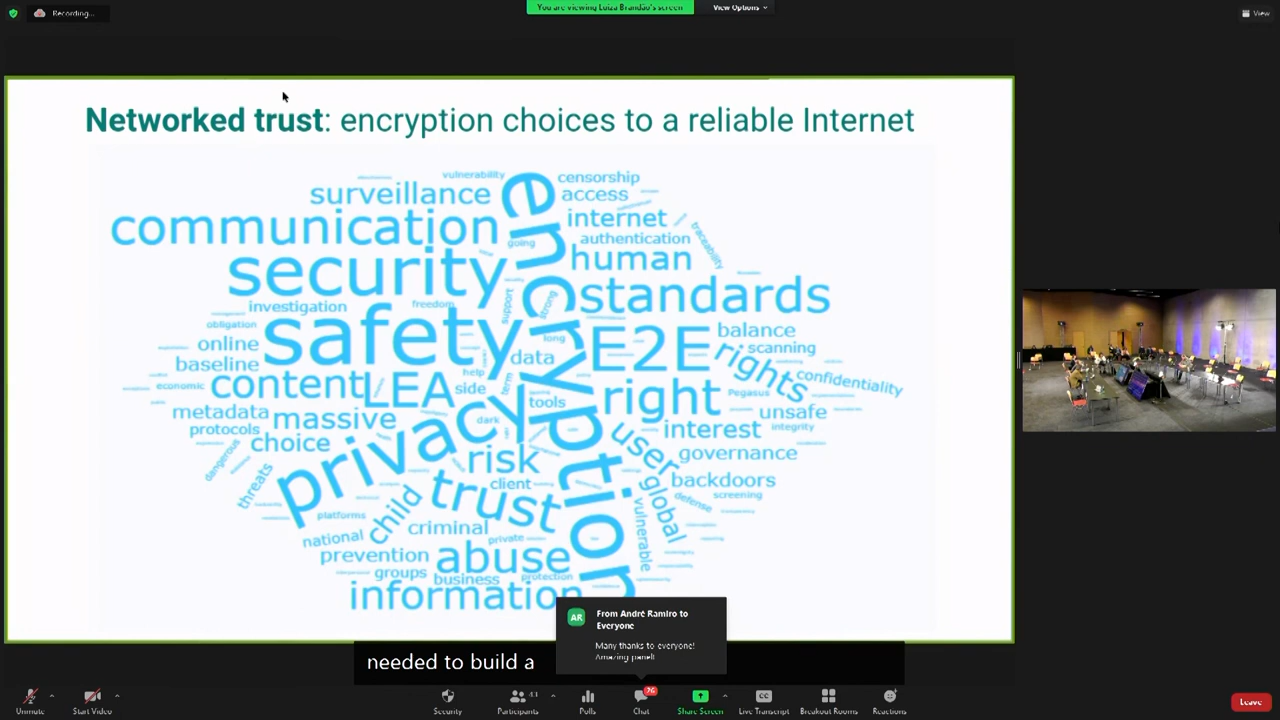 Recording...
You are viewing Luiza Brandão's screen
View Options
View
Networked trust: encryption choices to a reliable Internet
vulnerability
censorship
surveillance
access
encryption
communication
internet
going
authentication
traceability
security
human
standards
investigation
freedom
support
strong
obligation
safety
long
E2E
balance
online
scanning
baseline
data
rights
help
economic
content
LEA
side
term
confidentiality
tools
right
Pegasus
metadata
massive
dark
unsafe
protocols
privacy
user
interest
integrity
choice
dangerous
risk
governance
threats
client
global
backdoors
trust
screening
defense
platforms
child
vulnerable
criminal
national
private
prevention
abuse
groups
business
protection
information
From André Ramiro to
Everyone
Many thanks to everyone!
Amazing panel!
AR
needed to build a
Unmute
Start Video
Security
Participants
43
Polls
Chat
76
Share Screen
Live Transcript
Breakout Rooms
Reactions
Leave